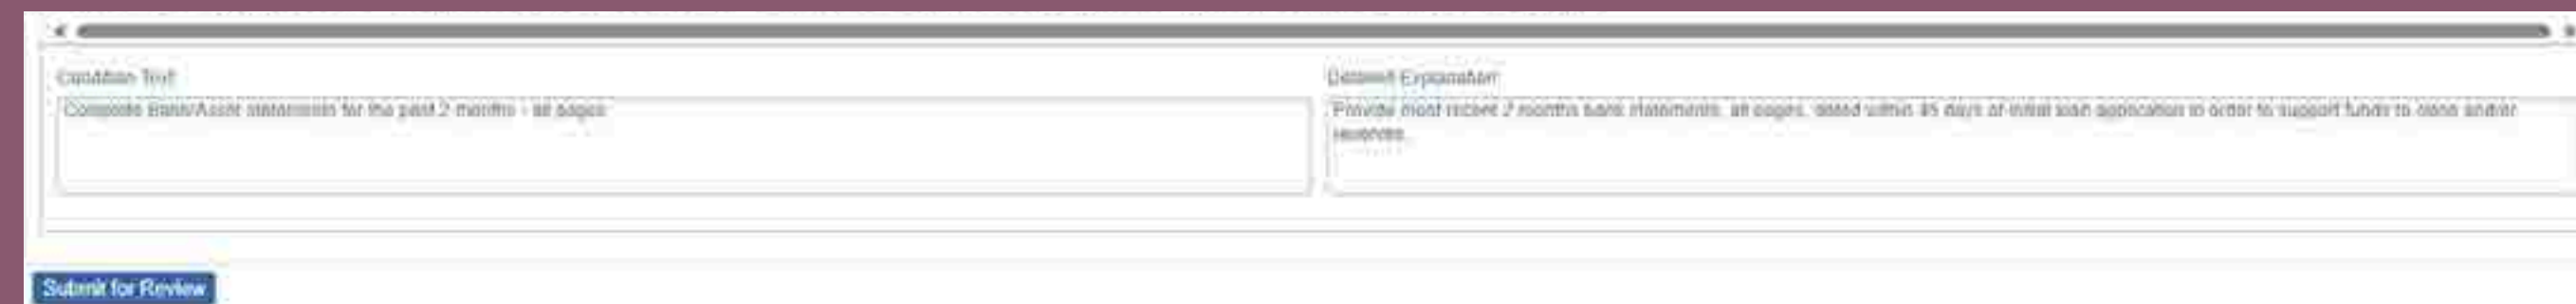 Condition Text
Detailed Explanation
Complete Bank/Asset statements for the past 2 months - all pages
Provide most recent 2 months bank statements, all pages, dated within 45 days of initial loan application in order to support funds to close and/or
reserves.
Submit for Review